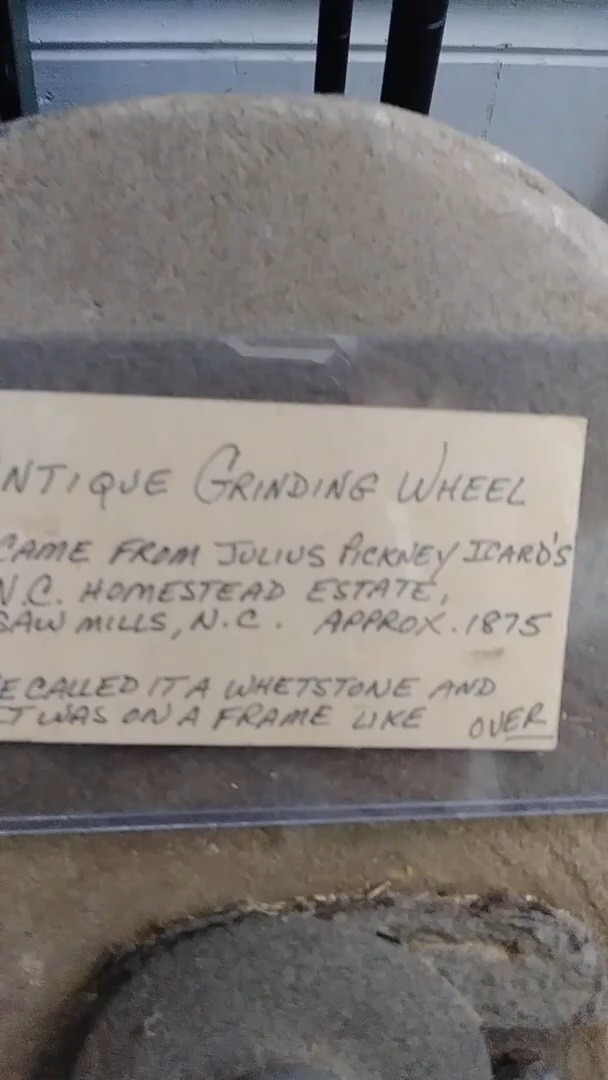 NTIQUE GRINDING WHEEL
CAME FROM JULIUS PICKNEY ICARD'S
N.C. HOMESTEAD ESTATE,
SAW MILLS, N.C. APPROX. 1875
E CALLED IT A WHETSTONE AND
IT WAS ON A FRAME LIKE OVER